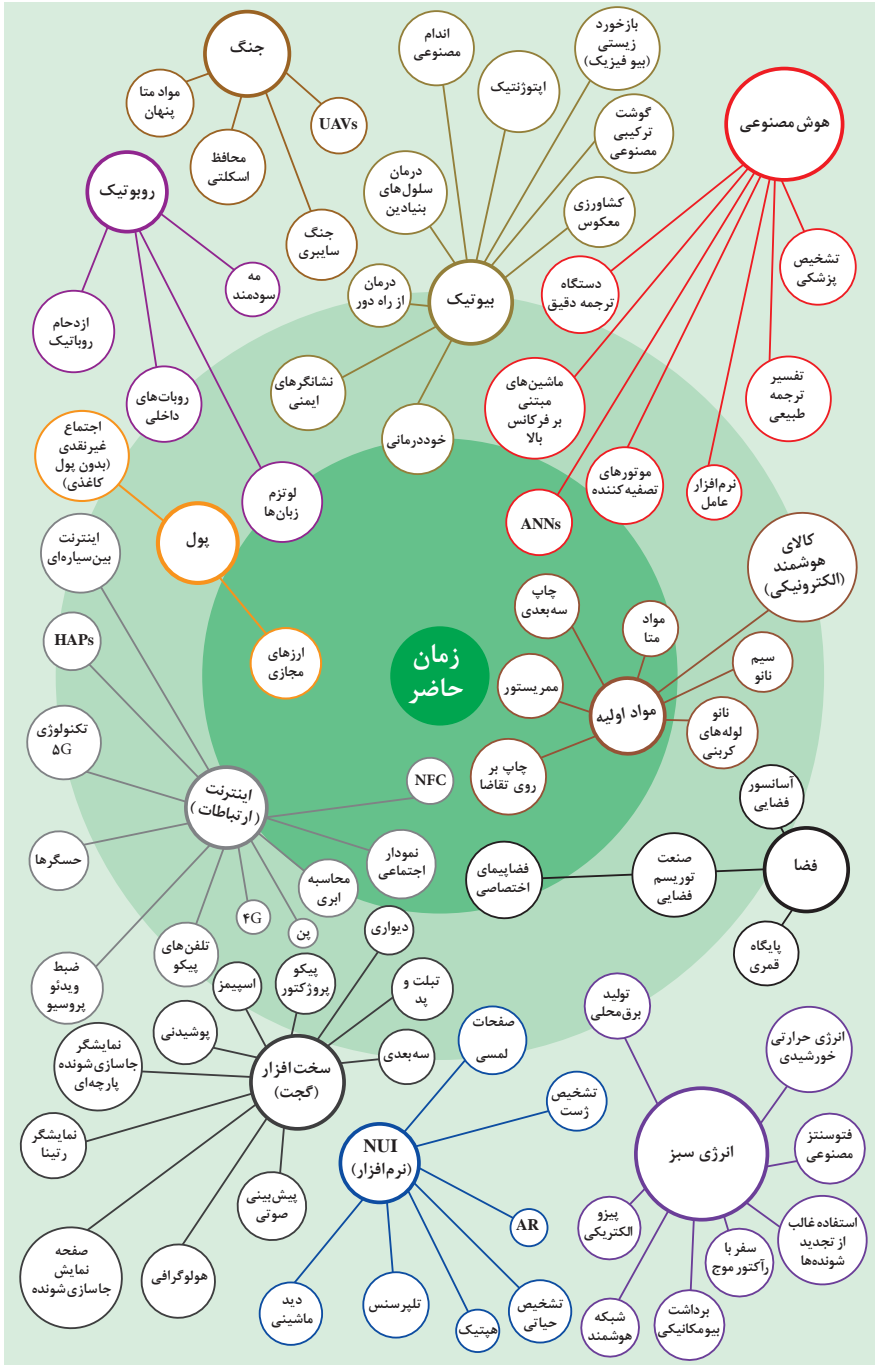 جنگ
مواد متا
پنهان
محافظ
اسکلتی
UAVs
جنگ
سایبری
اندام
مصنوعی
اپتوژنتیک
بازخورد
زیستی
(بیو فیزیک)
گوشت
ترکیبی
مصنوعی
درمان
سلول‌های
بنیادین
کشاورزی
معکوس
بیوتیک
درمان
از راه دور
نشانگرهای
ایمنی
خوددرمانی
هوش مصنوعی
تشخیص
پزشکی
دستگاه
ترجمه دقیق
تفسیر
ترجمه
طبیعی
ماشین‌های
مبتنی
بر فرکانس
بالا
موتورهای
تصفیه‌کننده
نرم‌افزار
عامل
ANNs
روبوتیک
مه
سودمند
ازدحام
روباتیک
روبات‌های
داخلی
لوتزم
زبان‌ها
اجتماع
غیرنقدی
(بدون پول
کاغذی)
پول
ارزهای
مجازی
زمان
حاضر
کالای
هوشمند
(الکترونیکی)
چاپ
سه‌بعدی
مواد
متا
سیم
نانو
ممریستور
مواد اولیه
نانو
لوله‌های
کربنی
چاپ بر
روی تقاضا
اینترنت
بین‌سیاره‌ای
HAPs
تکنولوژی
۵G
اینترنت
(ارتباطات)
NFC
حسگرها
نمودار
اجتماعی
محاسبه
ابری
۴G
پن
تلفن‌های
پیکو
ضبط
ویدئو
پروسیو
آسانسور
فضایی
فضا
صنعت
توریسم
فضایی
فضاپیمای
اختصاصی
پایگاه
قمری
دیواری
پیکو
پروژکتور
اسپیمز
تبلت و
پد
پوشیدنی
سه‌بعدی
نمایشگر
جاسازی‌شونده
پارچه‌ای
سخت‌افزار
(گجت)
نمایشگر
رتینا
پیش‌بینی
صوتی
صفحه
نمایش
جاسازی‌شونده
هولوگرافی
صفحات
لمسی
تشخیص
ژست
NUI
(نرم‌افزار)
AR
تشخیص
حیاتی
هپتیک
تلپرسنس
دید
ماشینی
تولید
برق‌محلی
انرژی حرارتی
خورشیدی
انرژی سبز
فتوسنتز
مصنوعی
پیزو
الکتریکی
استفاده غالب
از تجدید
شونده‌ها
سفر با
رآکتور موج
برداشت
بیومکانیکی
شبکه
هوشمند